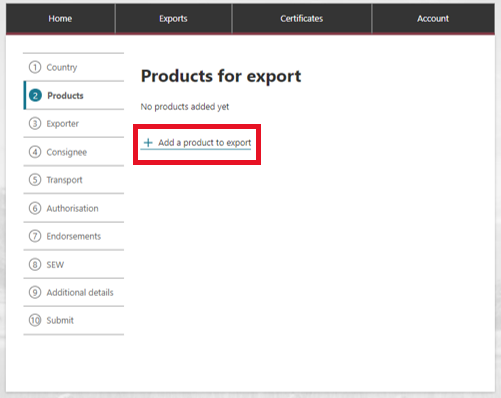 Home Exports Certificates Account
1 Country
2 Products
3 Exporter
4 Consignee
5 Transport
6 Authorisation
7 Endorsements
8 SEW
9 Additional details
10 Submit
Products for export
No products added yet
+ Add a product to export